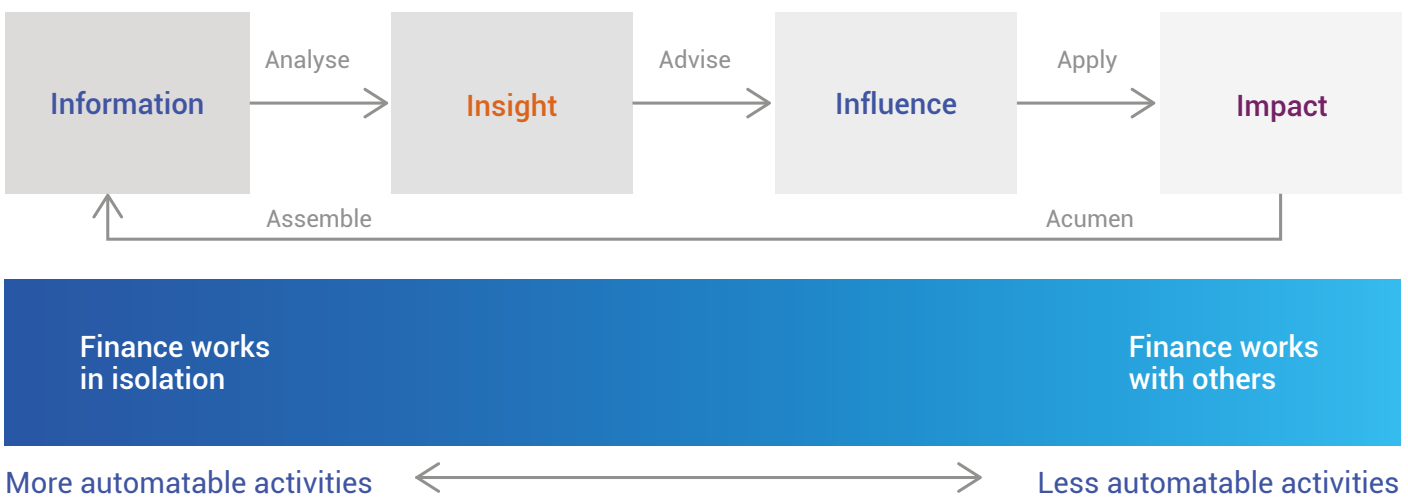 Analyse
Advise
Apply
Information
Insight
Influence
Impact
Assemble
Acumen
Finance works
in isolation
Finance works
with others
More automatable activities
Less automatable activities